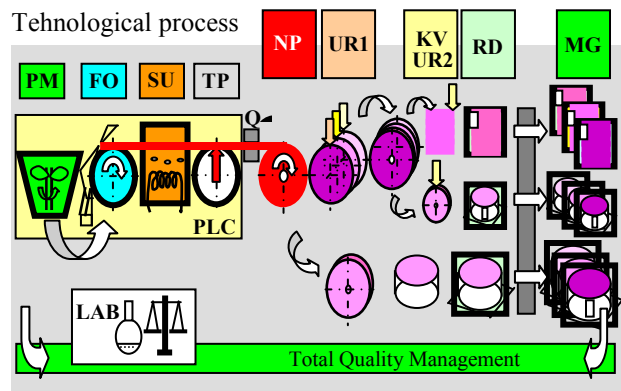 Tehnological process
NP UR1 KV RD MG
UR2
PM FO SU TP
Q
PLC
LAB
Total Quality Management